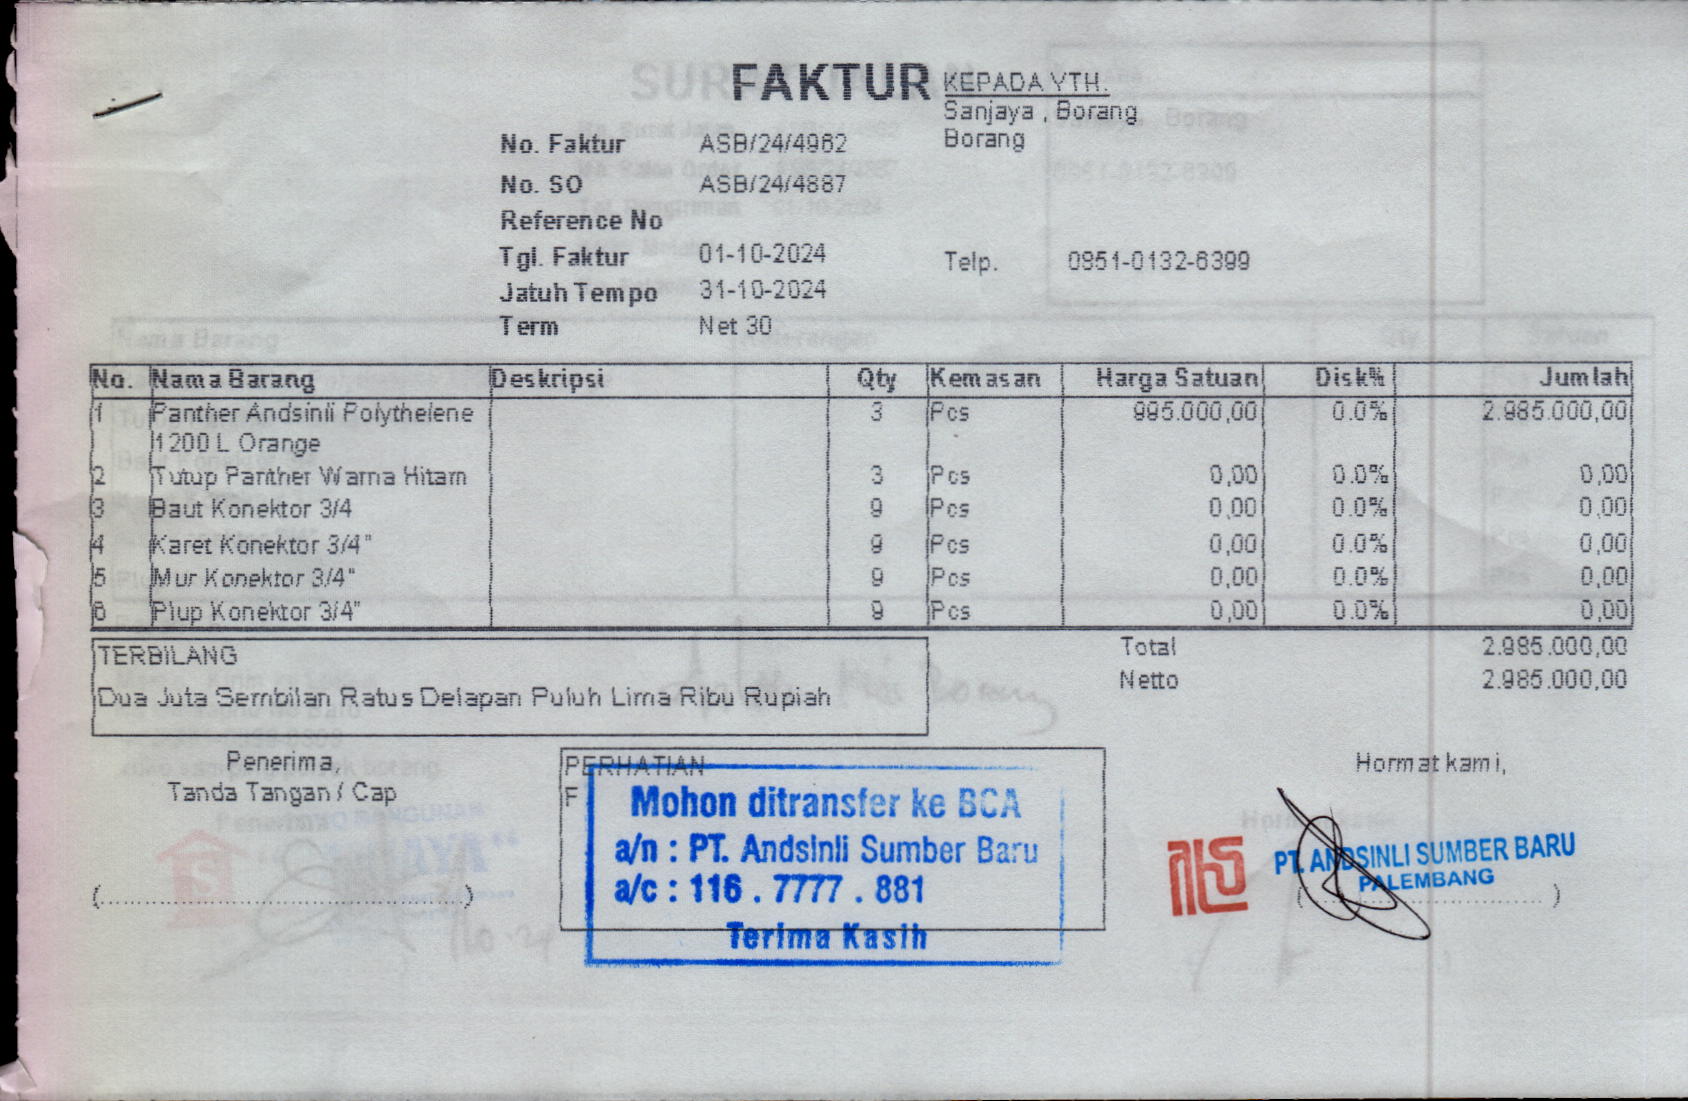 FAKTUR
KEPADA YTH.
Sanjaya , Borang
Borang
No. Faktur ASB/24/4962
No. SO ASB/24/4887
Reference No
Tgl. Faktur 01-10-2024
Jatuh Tempo 31-10-2024
Term Net 30
Telp. 0851-0132-6399
No. Nama Barang Deskripsi Qty Kemasan Harga Satuan Disk% Jumlah
1 Panther Andsinli Polythelene 3 Pcs 995.000,00 0.0% 2.985.000,00
1200 L Orange
2 Tutup Panther Warna Hitam 3 Pcs 0,00 0.0% 0,00
3 Baut Konektor 3/4 9 Pcs 0,00 0.0% 0,00
4 Karet Konektor 3/4" 9 Pcs 0,00 0.0% 0,00
5 Mur Konektor 3/4" 9 Pcs 0,00 0.0% 0,00
6 Plup Konektor 3/4" 9 Pcs 0,00 0.0% 0,00
Total 2.985.000,00
Netto 2.985.000,00
TERBILANG
Dua Juta Sembilan Ratus Delapan Puluh Lima Ribu Rupiah
Penerima,
Tanda Tangan / Cap
PERHATIAN
F
Mohon ditransfer ke BCA
a/n : PT. Andsinli Sumber Baru
a/c : 116 . 7777 . 881
Terima Kasih
Hormat kami,
PT. ANDSINLI SUMBER BARU
PALEMBANG